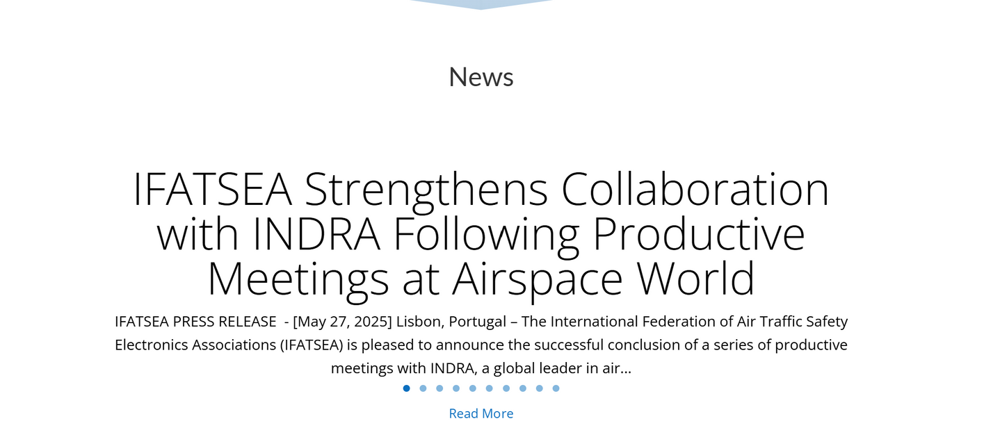 News
IFATSEA Strengthens Collaboration
with INDRA Following Productive
Meetings at Airspace World
IFATSEA PRESS RELEASE  - [May 27, 2025] Lisbon, Portugal – The International Federation of Air Traffic Safety
Electronics Associations (IFATSEA) is pleased to announce the successful conclusion of a series of productive
meetings with INDRA, a global leader in air...
Read More